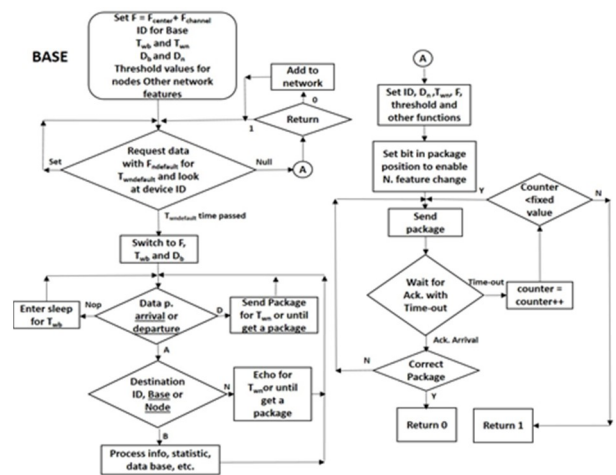 BASE
Set F = Fcenter+ Fchannel
ID for Base
Twb and Twn
Db and Dn
Threshold values for
nodes Other network
features
Add to
network
0
1
Return
Set
Request data
with Fndefault for
Twndefault and look
at device ID
Null
A
Twndefault time passed
Switch to F,
Twb and Db
Enter sleep
for Twb
Nop
Data p.
arrival or
departure
D
Send Package
for Twn or until
get a package
A
Destination
ID, Base or
Node
N
Echo for
Twnor until
get a
package
B
Process info, statistic,
data base, etc.
A
Set ID, Dn ,Twn, F,
threshold and
other functions
Set bit in package
position to enable
N. feature change
Y
Counter
<fixed
value
N
Send
package
Wait for
Ack. with
Time-out
Time-out
counter =
counter++
Ack. Arrival
N
Correct
Package
Y
Return 0
Return 1